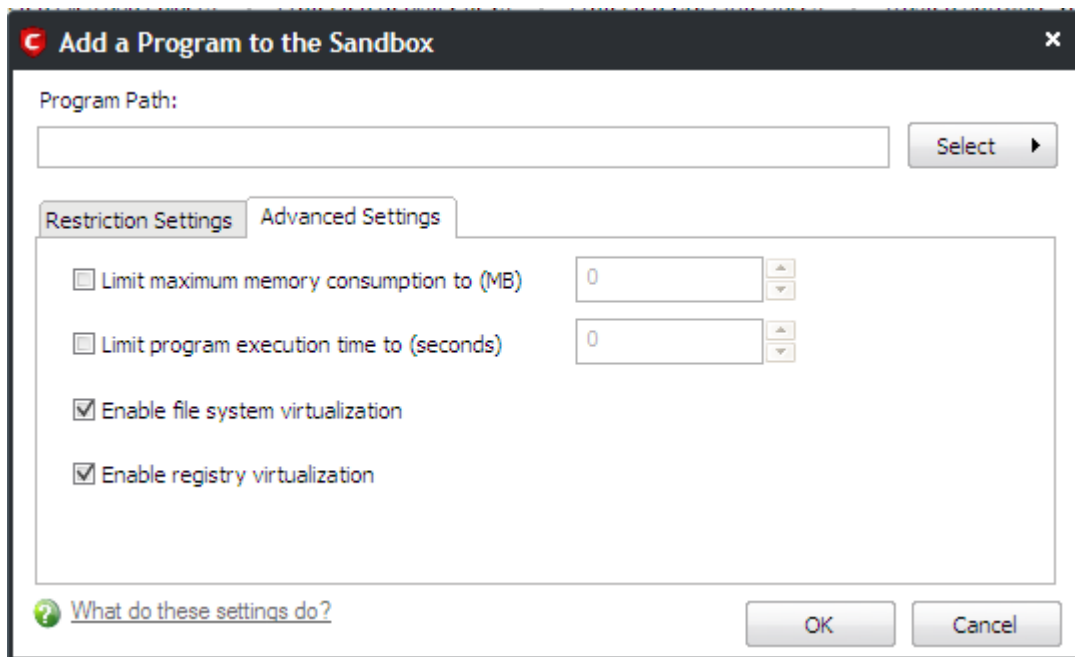 Add a Program to the Sandbox
Program Path:
Select
Restriction Settings
Advanced Settings
Limit maximum memory consumption to (MB)
0
Limit program execution time to (seconds)
0
Enable file system virtualization
Enable registry virtualization
What do these settings do?
OK
Cancel